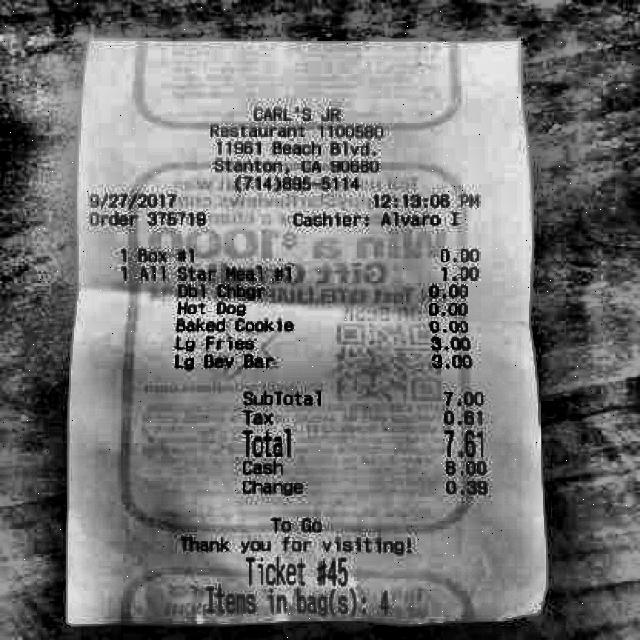 CARL'S JR
Restaurant 1100580
11961 Beach Blvd.
Stanton, CA 90680
(714)895-5114
9/27/2017 12:13:06 PM
Order 375719 Cashier: Alvaro I
1 Box #1 0.00
1 All Star Meal #1 1.00
Dbl Chbgr 0.00
Hot Dog 0.00
Baked Cookie 0.00
Lg Fries 3.00
Lg Bev Bar 3.00
SubTotal 7.00
Tax 0.61
Total 7.61
Cash 8.00
Change 0.39
To Go
Thank you for visiting!
Ticket #45
Items in bag(s): 4